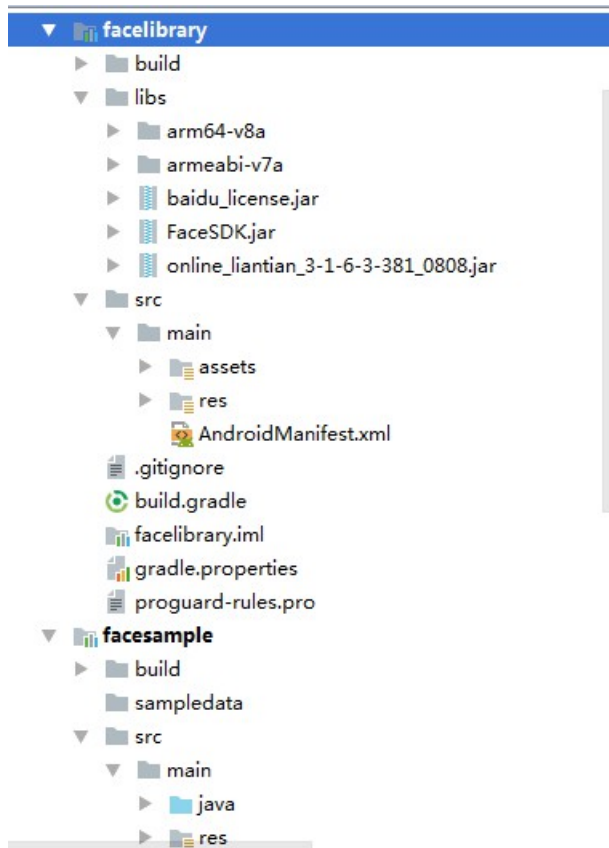 facelibrary
build
libs
arm64-v8a
armeabi-v7a
baidu_license.jar
FaceSDK.jar
online_liantian_3-1-6-3-381_0808.jar
src
main
assets
res
AndroidManifest.xml
.gitignore
build.gradle
facelibrary.iml
gradle.properties
proguard-rules.pro
facesample
build
sampledata
src
main
java
res